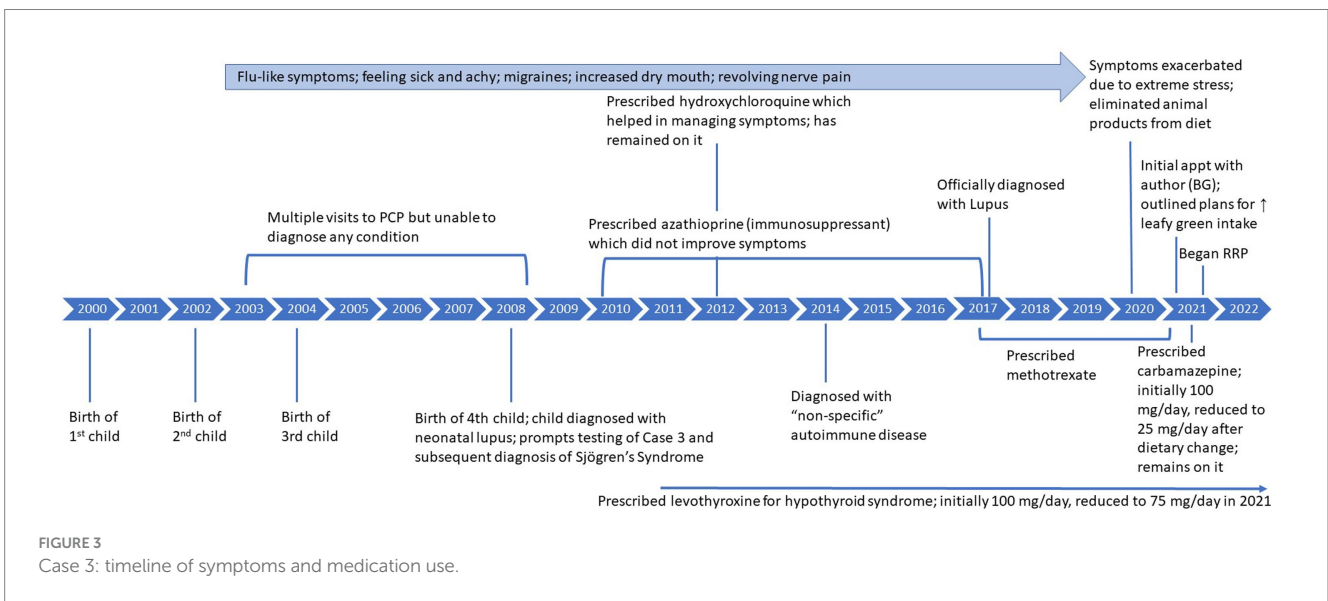 Flu-like symptoms; feeling sick and achy; migraines; increased dry mouth; revolving nerve pain
Symptoms exacerbated
due to extreme stress;
eliminated animal
products from diet
Prescribed hydroxychloroquine which
helped in managing symptoms; has
remained on it
Initial appt with
author (BG);
outlined plans for ↑
leafy green intake
Officially diagnosed
with Lupus
Multiple visits to PCP but unable to
diagnose any condition
Prescribed azathioprine (immunosuppressant)
which did not improve symptoms
Began RRP
2000 2001 2002 2003 2004 2005 2006 2007 2008 2009 2010 2011 2012 2013 2014 2015 2016 2017 2018 2019 2020 2021 2022
Birth of
1st child
Birth of
2nd child
Birth of
3rd child
Birth of 4th child; child diagnosed with
neonatal lupus; prompts testing of Case 3 and
subsequent diagnosis of Sjögren's Syndrome
Diagnosed with
“non-specific”
autoimmune disease
Prescribed
methotrexate
Prescribed
carbamazepine;
initially 100
mg/day, reduced to
25 mg/day after
dietary change;
remains on it
Prescribed levothyroxine for hypothyroid syndrome; initially 100 mg/day, reduced to 75 mg/day in 2021
FIGURE 3
Case 3: timeline of symptoms and medication use.